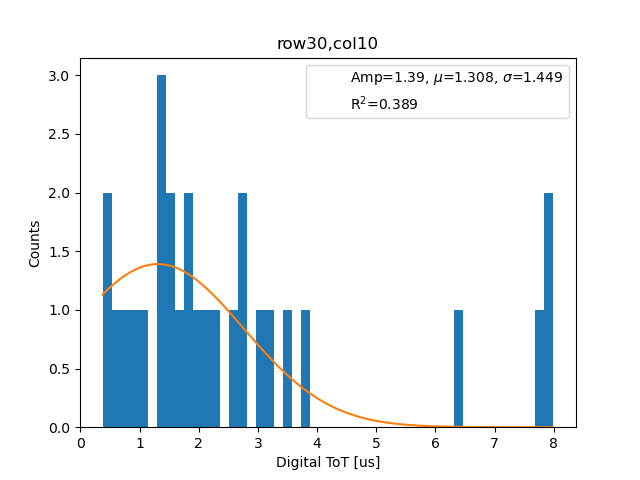 row30,col10
Amp=1.39, μ=1.308, σ=1.449
R²=0.389
3.0
2.5
2.0
1.5
1.0
0.5
0.0
Counts
0 1 2 3 4 5 6 7 8
Digital ToT [us]